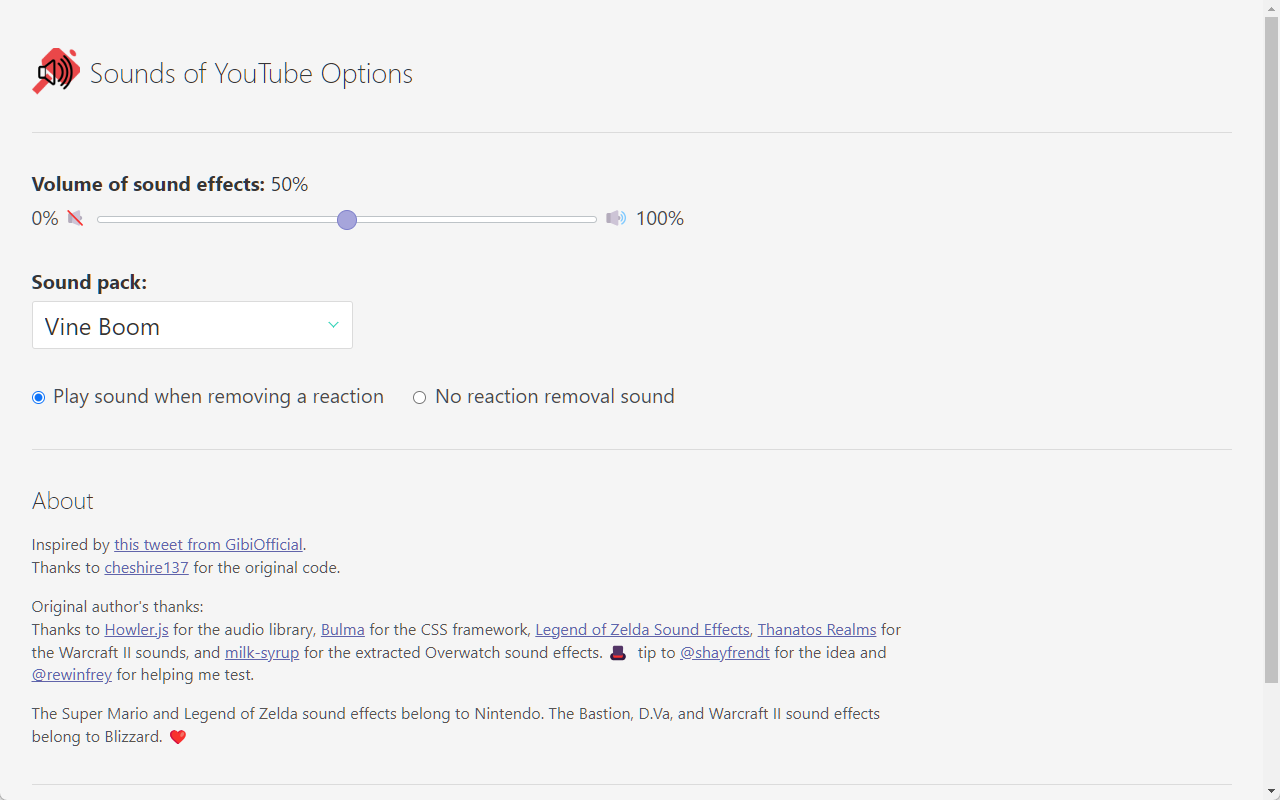 Sounds of YouTube Options
Volume of sound effects: 50%
0% 100%
Sound pack:
Vine Boom
Play sound when removing a reaction No reaction removal sound
About
Inspired by this tweet from GibiOfficial.
Thanks to cheshire137 for the original code.
Original author's thanks:
Thanks to Howler.js for the audio library, Bulma for the CSS framework, Legend of Zelda Sound Effects, Thanatos Realms for
the Warcraft II sounds, and milk-syrup for the extracted Overwatch sound effects. 🎩 tip to @shayfrendt for the idea and
@rewinfrey for helping me test.
The Super Mario and Legend of Zelda sound effects belong to Nintendo. The Bastion, D.Va, and Warcraft II sound effects
belong to Blizzard. ❤️